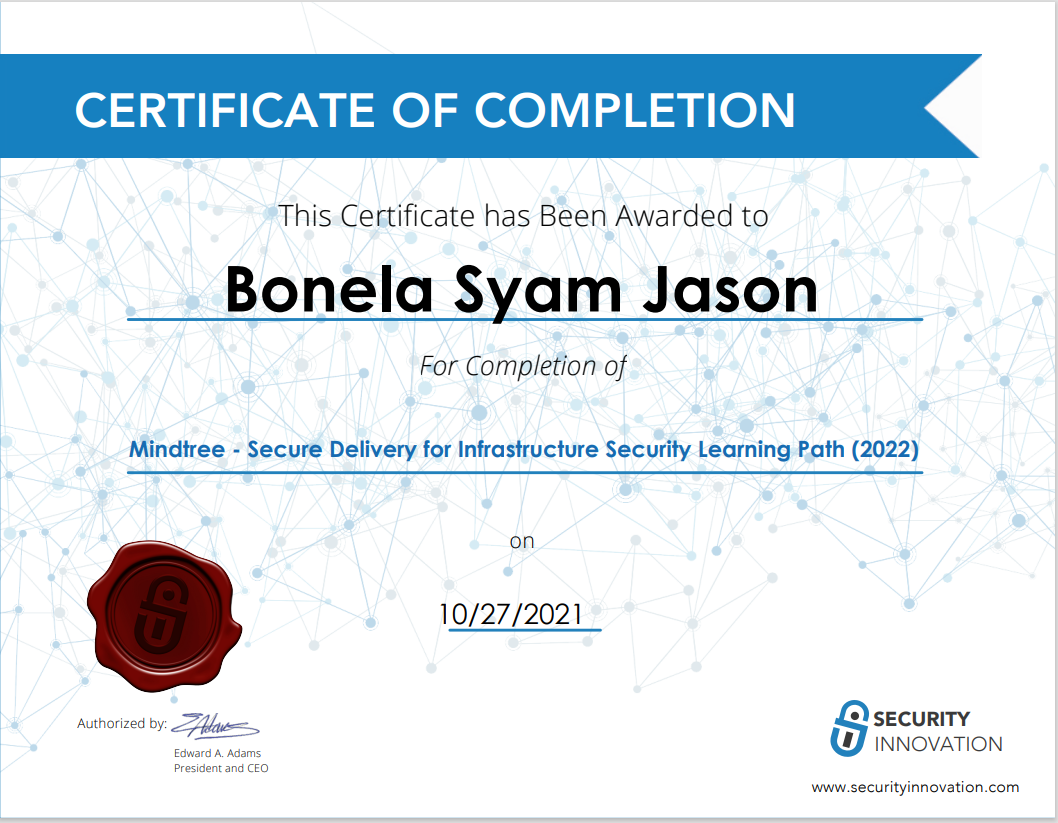 CERTIFICATE OF COMPLETION
This Certificate has Been Awarded to
Bonela Syam Jason
For Completion of
Mindtree - Secure Delivery for Infrastructure Security Learning Path (2022)
on
10/27/2021
Authorized by:
Edward A. Adams
President and CEO
SECURITY
INNOVATION
www.securityinnovation.com